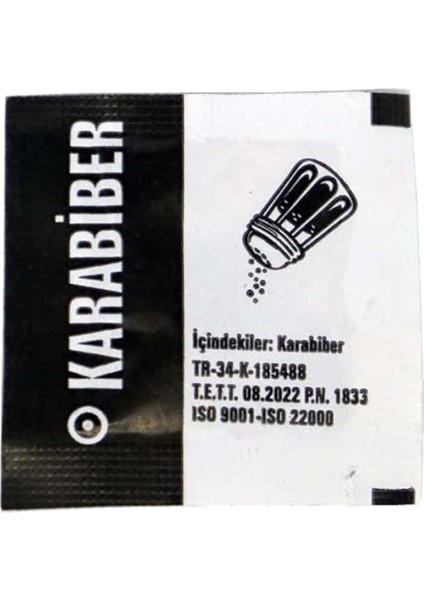 KARABİBER
İçindekiler: Karabiber
TR-34-K-185488
T.E.T.T. 08.2022 P.N. 1833
ISO 9001-ISO 22000